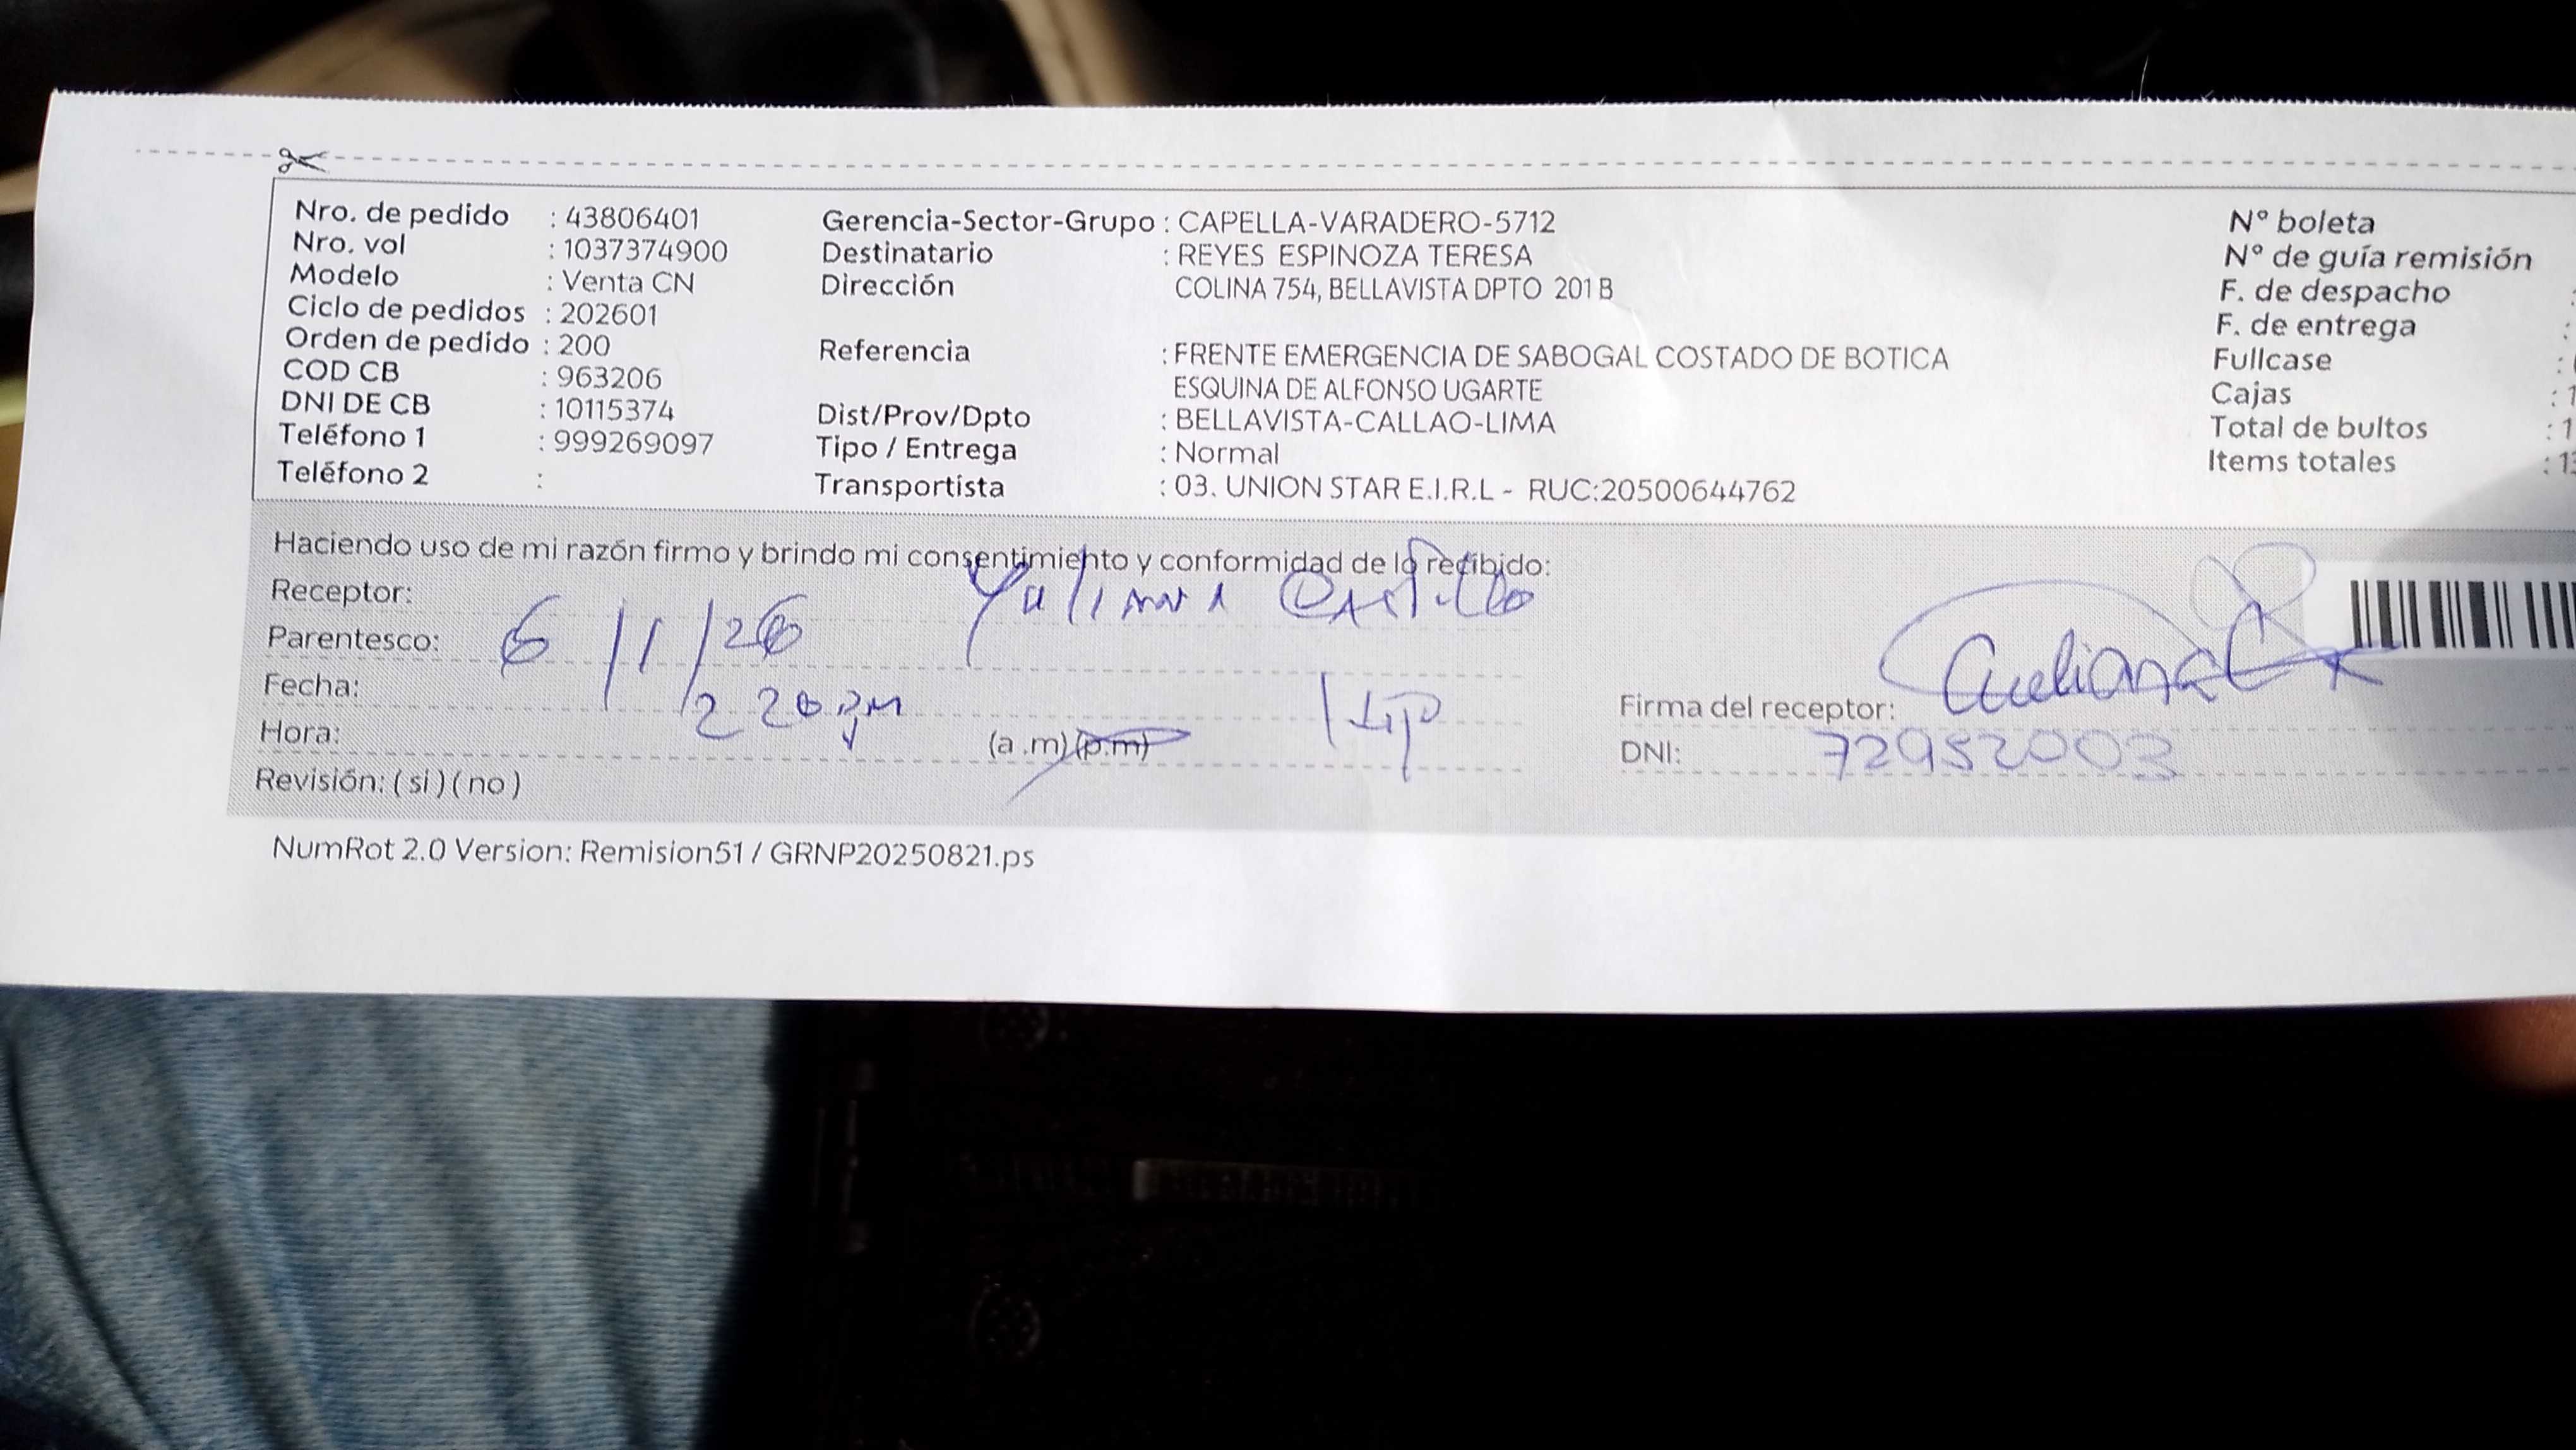 Nro. de pedido : 43806401
Nro. vol : 1037374900
Modelo : Venta CN
Ciclo de pedidos : 202601
Orden de pedido : 200
COD CB : 963206
DNI DE CB : 10115374
Teléfono 1 : 999269097
Teléfono 2 :
Gerencia-Sector-Grupo : CAPELLA-VARADERO-5712
Destinatario : REYES ESPINOZA TERESA
Dirección COLINA 754, BELLAVISTA DPTO 201 B
Referencia : FRENTE EMERGENCIA DE SABOGAL COSTADO DE BOTICA
ESQUINA DE ALFONSO UGARTE
Dist/Prov/Dpto : BELLAVISTA-CALLAO-LIMA
Tipo / Entrega : Normal
Transportista : 03. UNION STAR E.I.R.L - RUC:20500644762
N° boleta
N° de guía remisión
F. de despacho :
F. de entrega :
Fullcase :
Cajas : 1
Total de bultos : 1
Items totales : 13
Haciendo uso de mi razón firmo y brindo mi consentimiento y conformidad de lo recibido:
Receptor: Castillo
Parentesco: 6/1/26
Fecha: 2 20 pm
Hora: (a .m) (p.m)
Revisión: ( si ) ( no )
Firma del receptor:
DNI: 72952003
NumRot 2.0 Version: Remision51 / GRNP20250821.ps